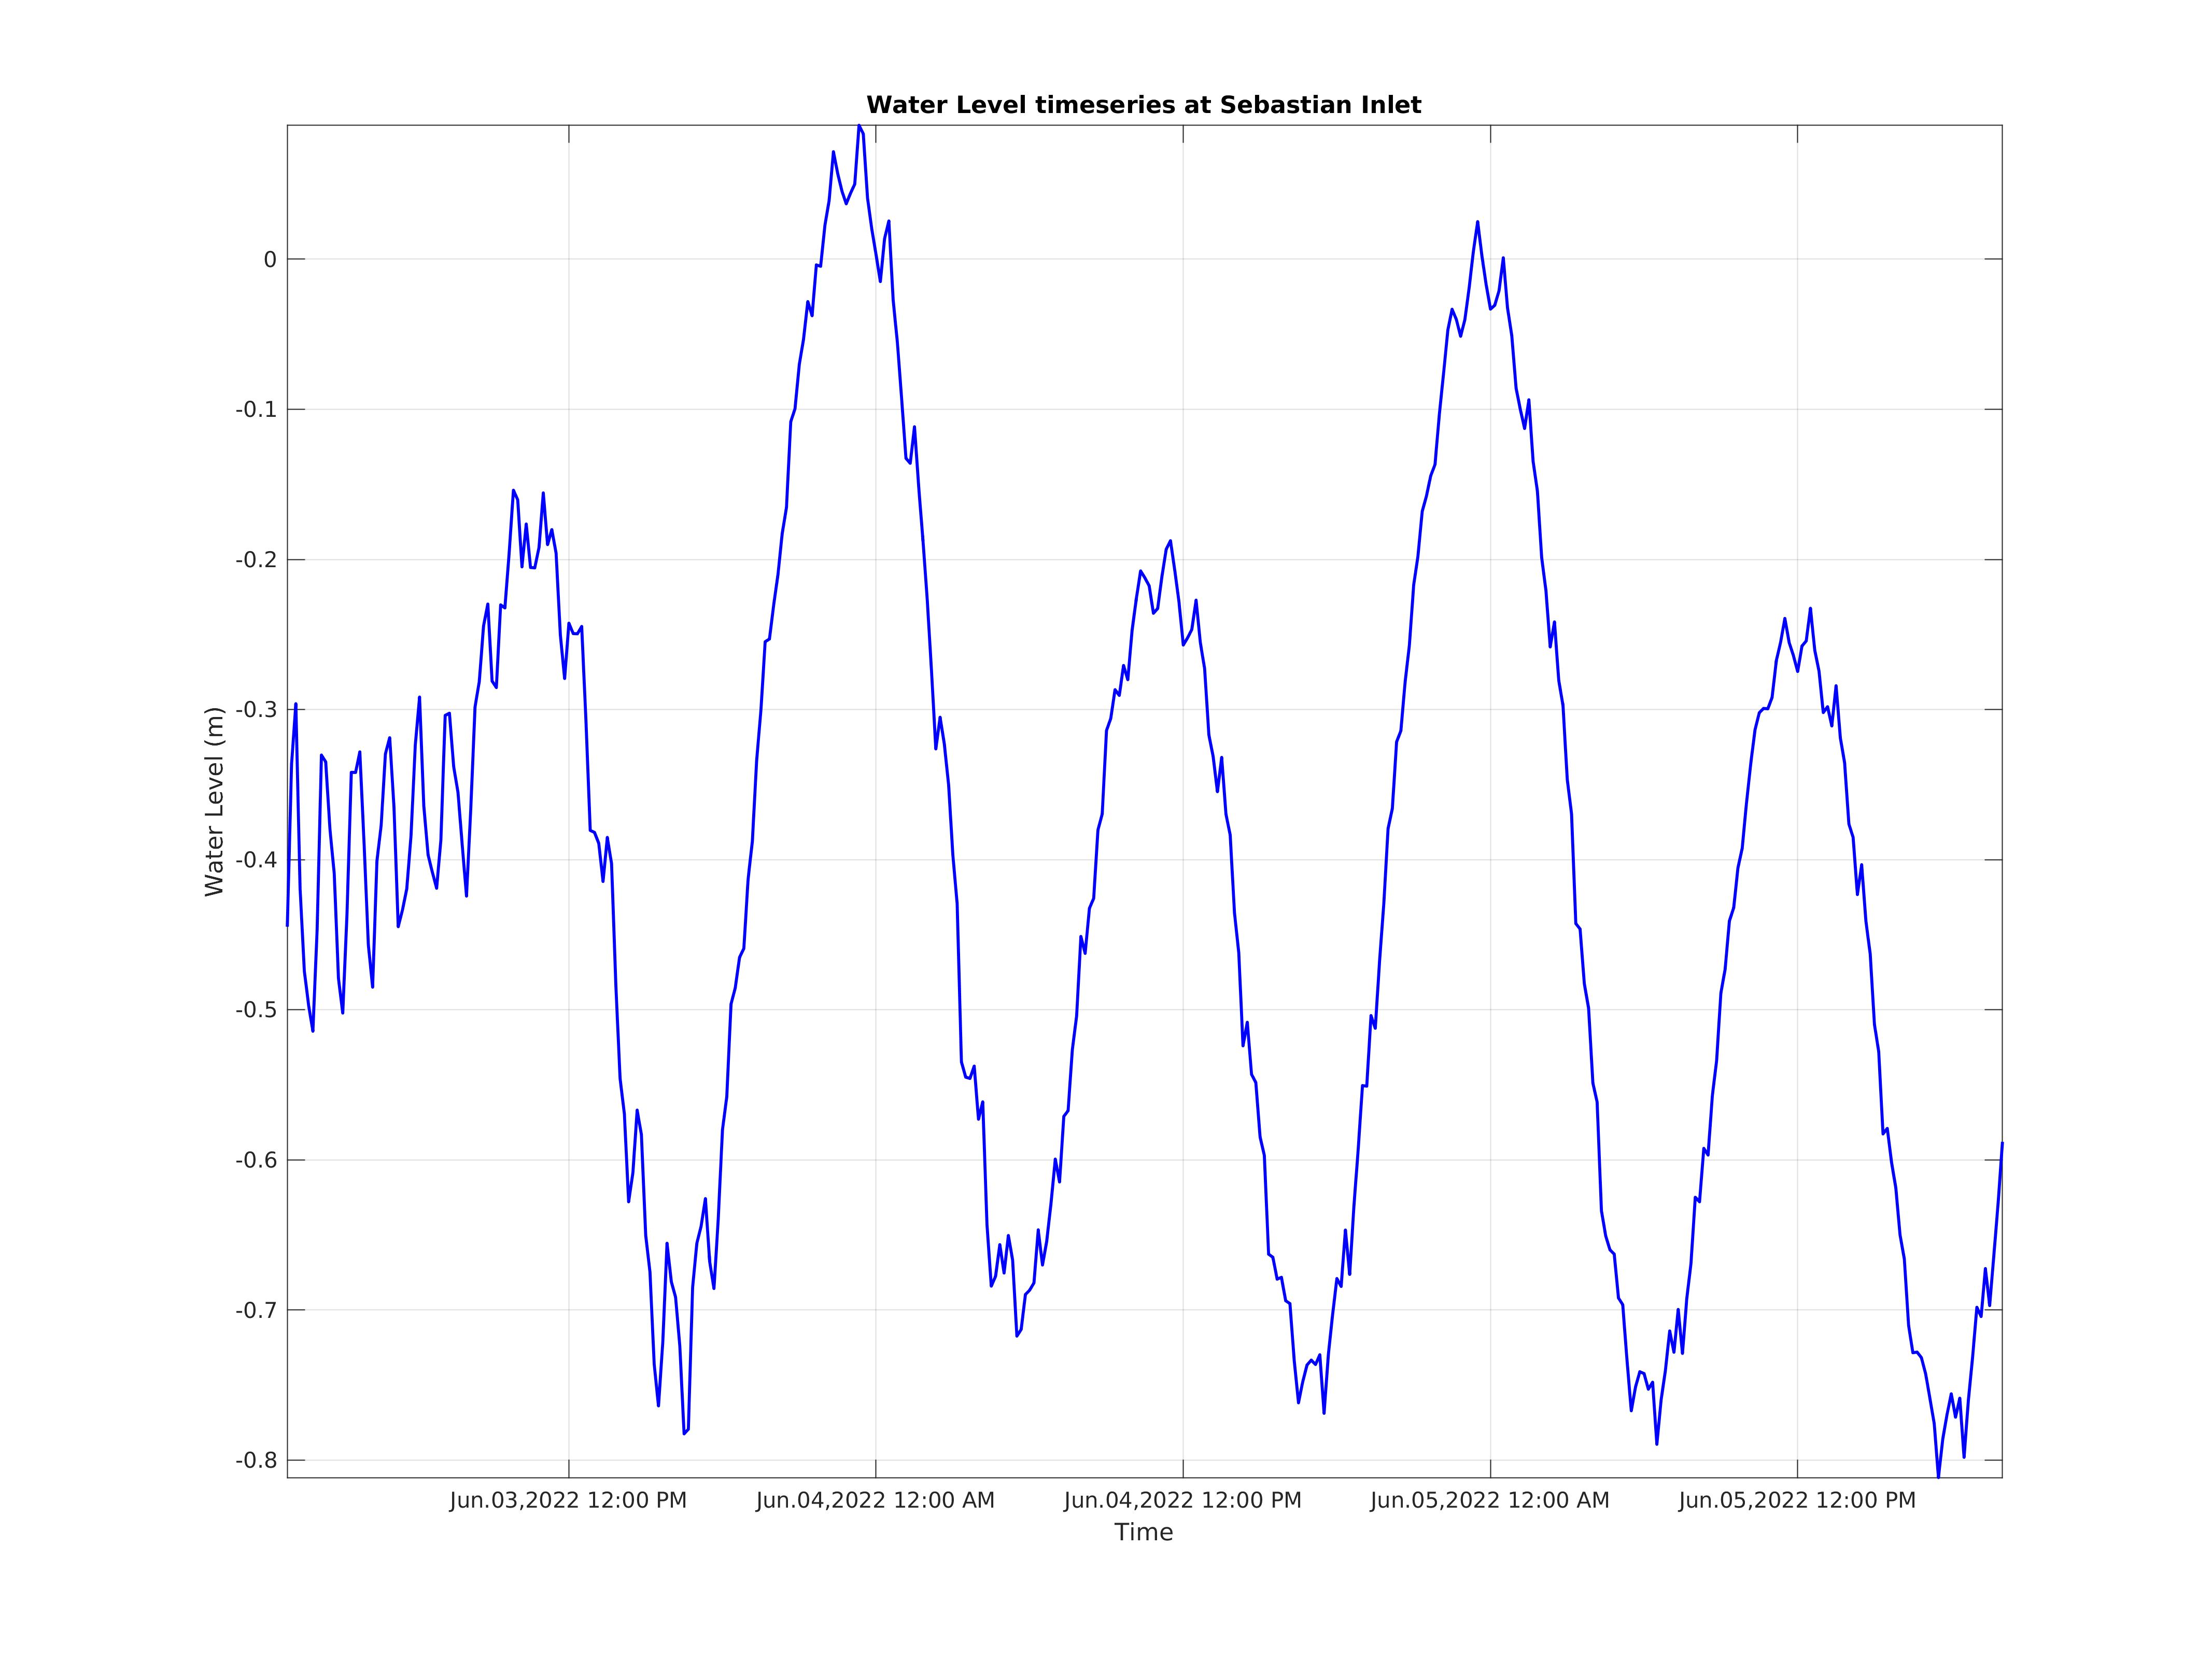 Water Level timeseries at Sebastian Inlet
0
-0.1
-0.2
-0.3
-0.4
-0.5
-0.6
-0.7
-0.8
Water Level (m)
Jun.03,2022 12:00 PM
Jun.04,2022 12:00 AM
Jun.04,2022 12:00 PM
Jun.05,2022 12:00 AM
Jun.05,2022 12:00 PM
Time